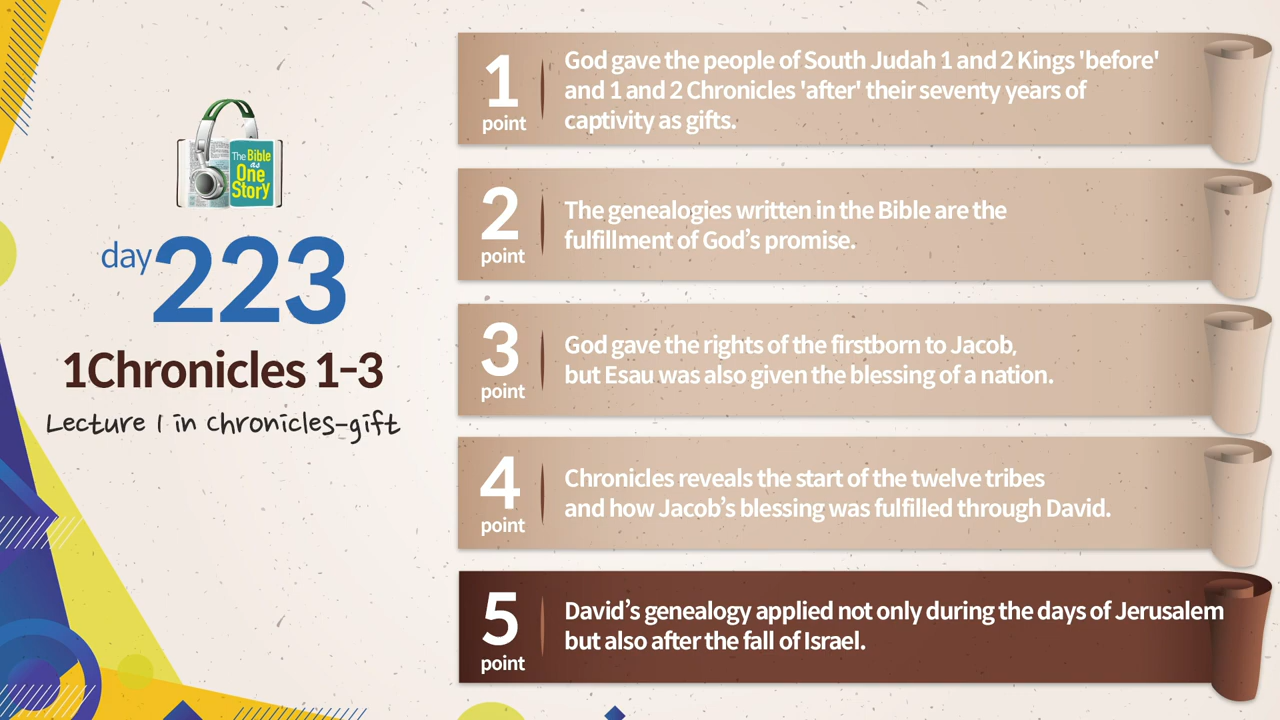 The Bible
as
One
Story
day 223
1Chronicles 1-3
Lecture 1 in chronicles-gift
1
point
God gave the people of South Judah 1 and 2 Kings 'before'
and 1 and 2 Chronicles 'after' their seventy years of
captivity as gifts.
2
point
The genealogies written in the Bible are the
fulfillment of God’s promise.
3
point
God gave the rights of the firstborn to Jacob,
but Esau was also given the blessing of a nation.
4
point
Chronicles reveals the start of the twelve tribes
and how Jacob’s blessing was fulfilled through David.
5
point
David’s genealogy applied not only during the days of Jerusalem
but also after the fall of Israel.